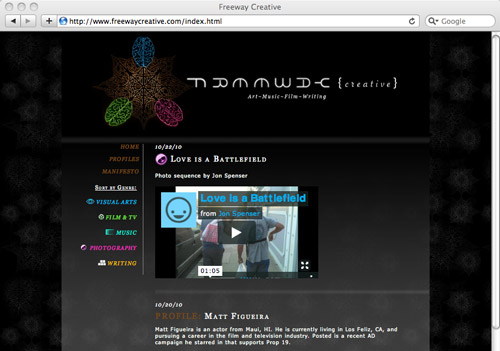 Freeway Creative
http://www.freewaycreative.com/index.html
Google
FREEWAY {creative}
Art~Music~Film~Writing
HOME
PROFILES
MANIFESTO
SORT BY GENRE:
VISUAL ARTS
FILM & TV
MUSIC
PHOTOGRAPHY
WRITING
10/22/10
LOVE IS A BATTLEFIELD
Photo sequence by Jon Spenser
Love is a Battlefield
from Jon Spenser
01:05
10/20/10
PROFILE: MATT FIGUEIRA
Matt Figueira is an actor from Maui, HI. He is currently living in Los Feliz, CA, and
pursuing a career in the film and television industry. Posted is a recent AD
campaign he starred in that supports Prop 19.